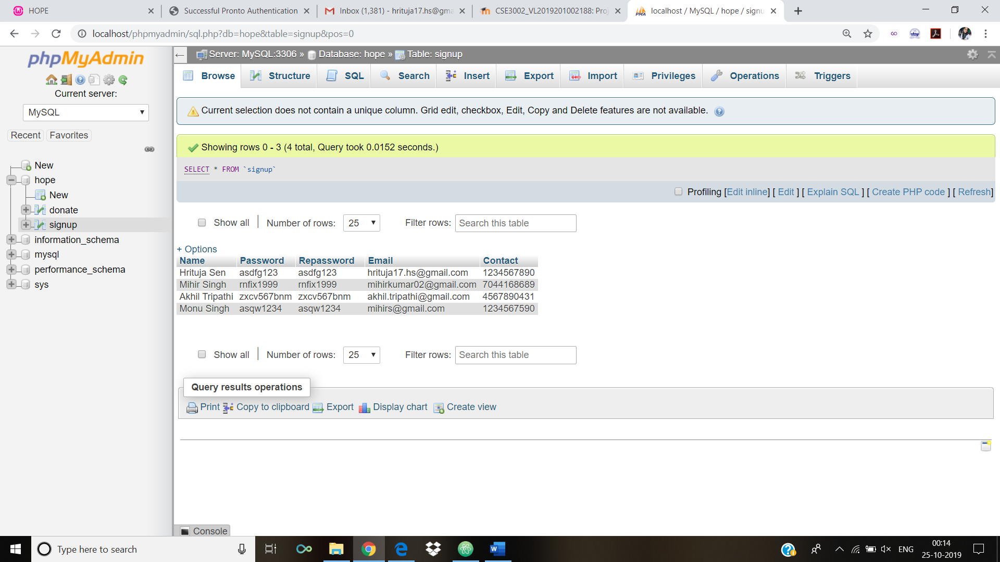 HOPE
Successful Pronto Authentication
Inbox (1,381) - hrituja17.hs@gma
CSE3002_VL2019201002188: Proj
localhost / MySQL / hope / signu
localhost/phpmyadmin/sql.php?db=hope&table=signup&pos=0
phpMyAdmin
Current server:
MySQL
Recent Favorites
New
hope
New
donate
signup
information_schema
mysql
performance_schema
sys
Server: MySQL:3306 » Database: hope » Table: signup
Browse Structure SQL Search Insert Export Import Privileges Operations Triggers
Current selection does not contain a unique column. Grid edit, checkbox, Edit, Copy and Delete features are not available.
Showing rows 0 - 3 (4 total, Query took 0.0152 seconds.)
SELECT * FROM `signup`
Profiling [Edit inline] [ Edit ] [ Explain SQL ] [ Create PHP code ] [ Refresh]
Show all | Number of rows: 25 Filter rows: Search this table
+ Options
Name Password Repassword Email Contact
Hrituja Sen asdfg123 asdfg123 hrituja17.hs@gmail.com 1234567890
Mihir Singh rnfix1999 rnfix1999 mihirkumar02@gmail.com 7044168689
Akhil Tripathi zxcv567bnm zxcv567bnm akhil.tripathi@gmail.com 4567890431
Monu Singh asqw1234 asqw1234 mihirs@gmail.com 1234567590
Show all | Number of rows: 25 Filter rows: Search this table
Query results operations
Print Copy to clipboard Export Display chart Create view
Console
Type here to search
ENG
00:14
25-10-2019